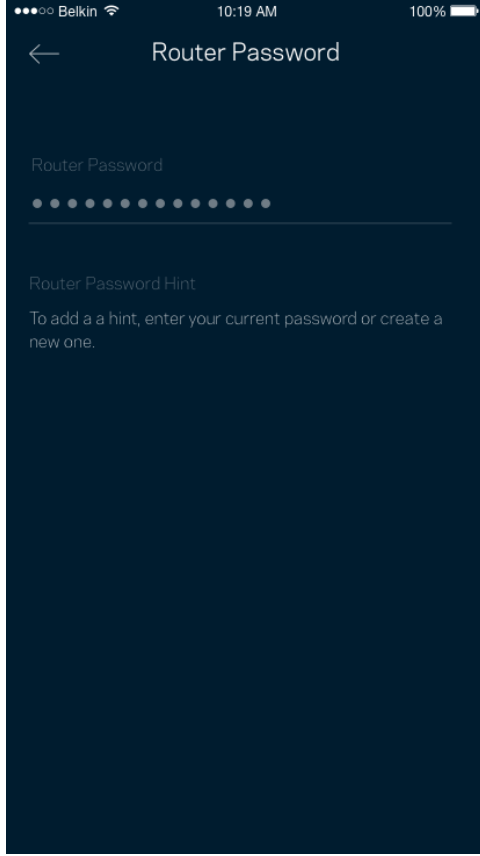 Belkin 10:19 AM 100%
Router Password
Router Password
••••••••••••••
Router Password Hint
To add a a hint, enter your current password or create a
new one.